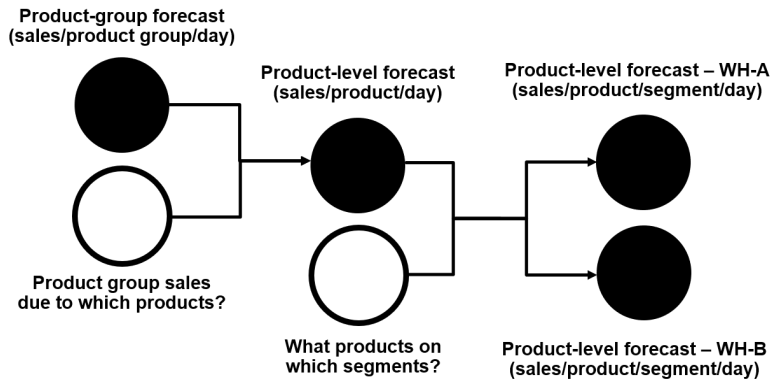 Product-group forecast
(sales/product group/day)
Product group sales
due to which products?
Product-level forecast
(sales/product/day)
What products on
which segments?
Product-level forecast – WH-A
(sales/product/segment/day)
Product-level forecast – WH-B
(sales/product/segment/day)